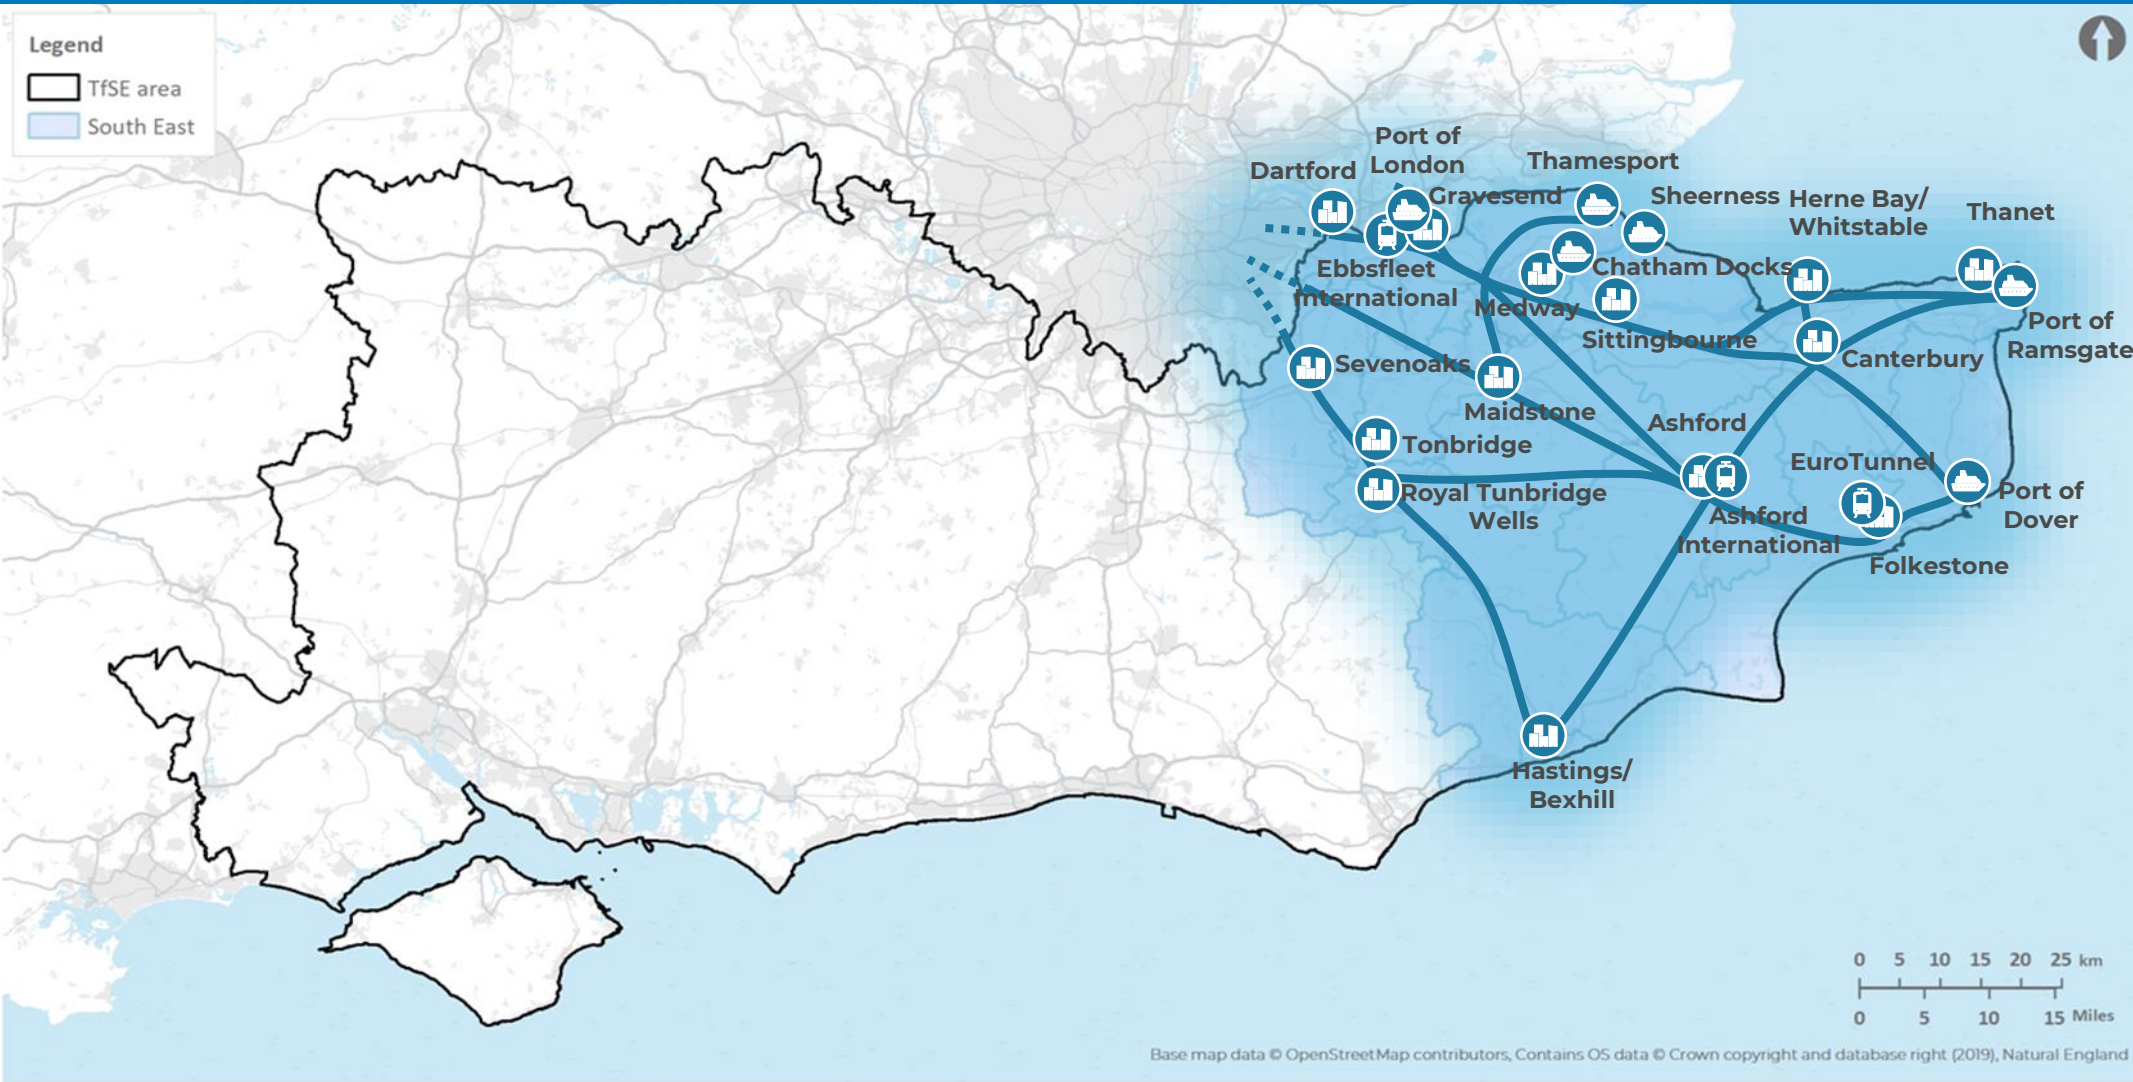 Legend
TfSE area
South East
Port of
London
Dartford
Thamesport
Gravesend
Sheerness
Herne Bay/
Whitstable
Thanet
Ebbsfleet
International
Chatham Docks
Medway
Sittingbourne
Port of
Ramsgate
Canterbury
Sevenoaks
Maidstone
Ashford
Tonbridge
EuroTunnel
Royal Tunbridge
Wells
Port of
Dover
Ashford
International
Folkestone
Hastings/
Bexhill
0 5 10 15 20 25 km
0 5 10 15 Miles
Base map data © OpenStreetMap contributors, Contains OS data © Crown copyright and database right (2019), Natural England